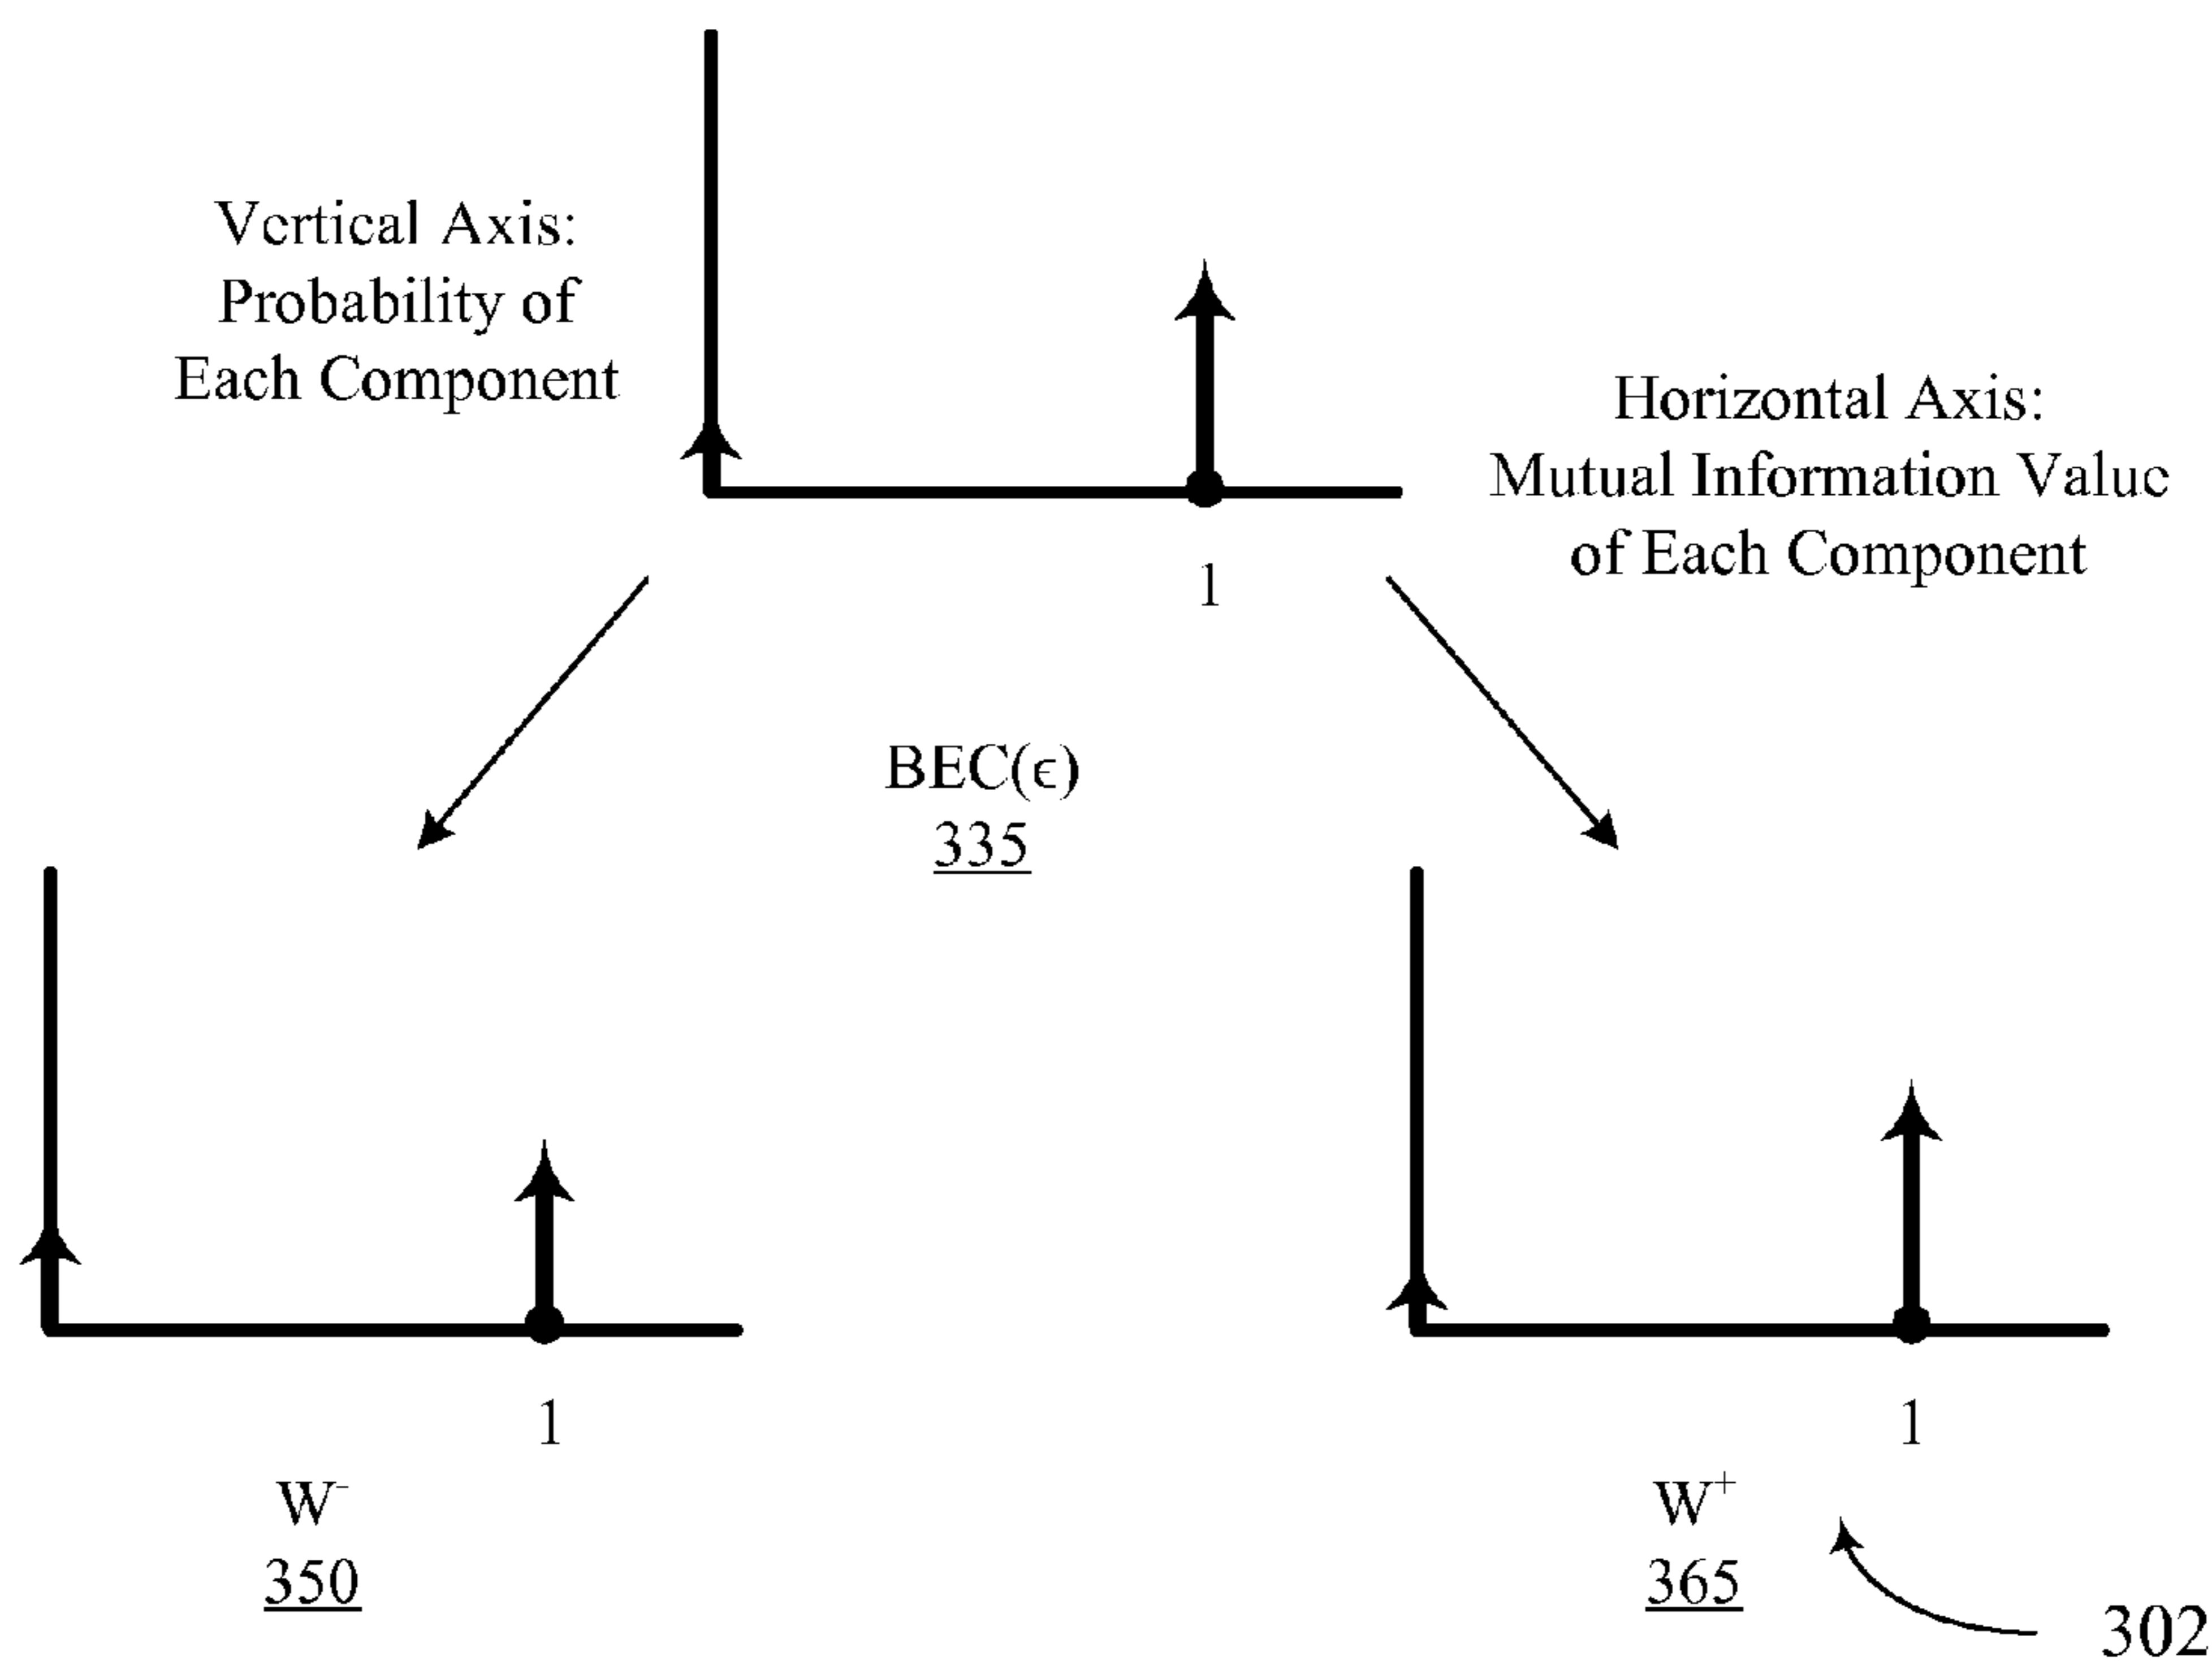 Vertical Axis:
Probability of
Each Component
Horizontal Axis:
Mutual Information Value
of Each Component
1
BEC(ϵ)
335
1
W⁻
350
1
W⁺
365
302